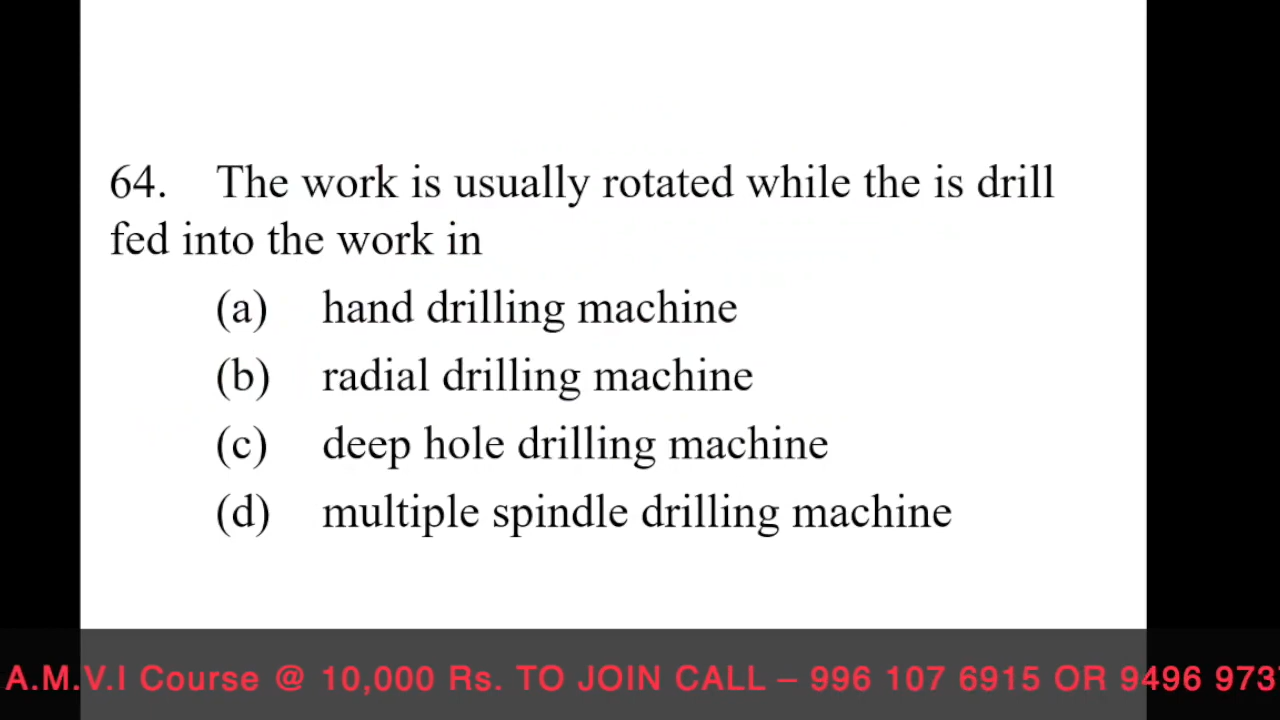 64. The work is usually rotated while the is drill
fed into the work in
(a) hand drilling machine
(b) radial drilling machine
(c) deep hole drilling machine
(d) multiple spindle drilling machine
A.M.V.I Course @ 10,000 Rs. TO JOIN CALL – 996 107 6915 OR 9496 973